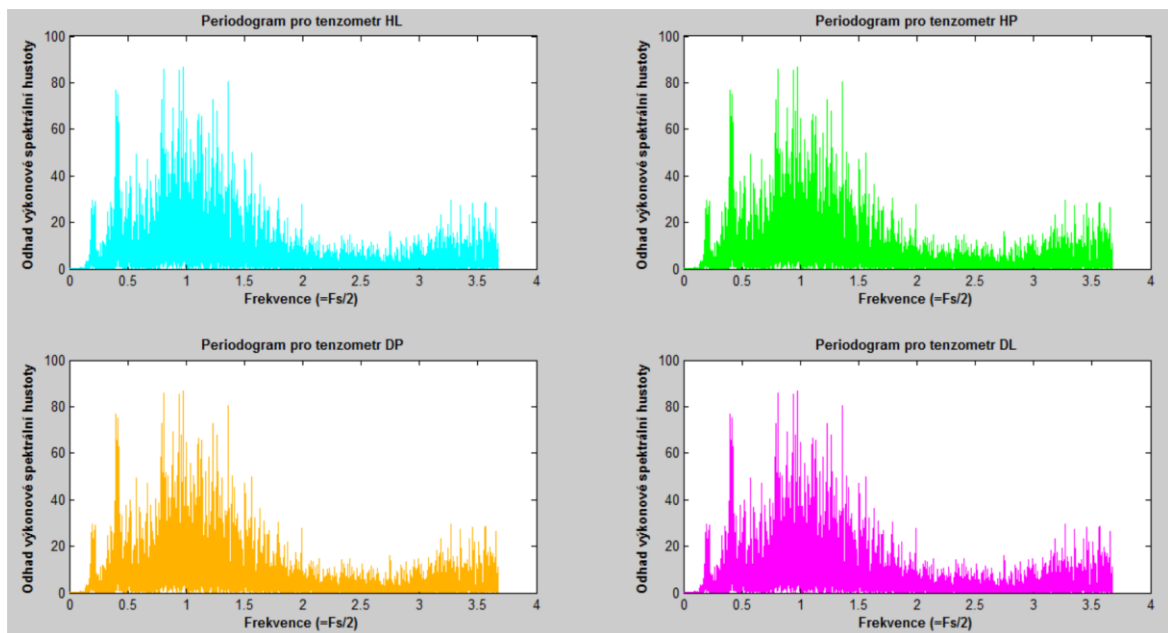 Periodogram pro tenzometr HL
Odhad výkonové spektrální hustoty
100
80
60
40
20
0
0 0.5 1 1.5 2 2.5 3 3.5 4
Frekvence (=Fs/2)
Periodogram pro tenzometr HP
Odhad výkonové spektrální hustoty
100
80
60
40
20
0
0 0.5 1 1.5 2 2.5 3 3.5 4
Frekvence (=Fs/2)
Periodogram pro tenzometr DP
Odhad výkonové spektrální hustoty
100
80
60
40
20
0
0 0.5 1 1.5 2 2.5 3 3.5 4
Frekvence (=Fs/2)
Periodogram pro tenzometr DL
Odhad výkonové spektrální hustoty
100
80
60
40
20
0
0 0.5 1 1.5 2 2.5 3 3.5 4
Frekvence (=Fs/2)